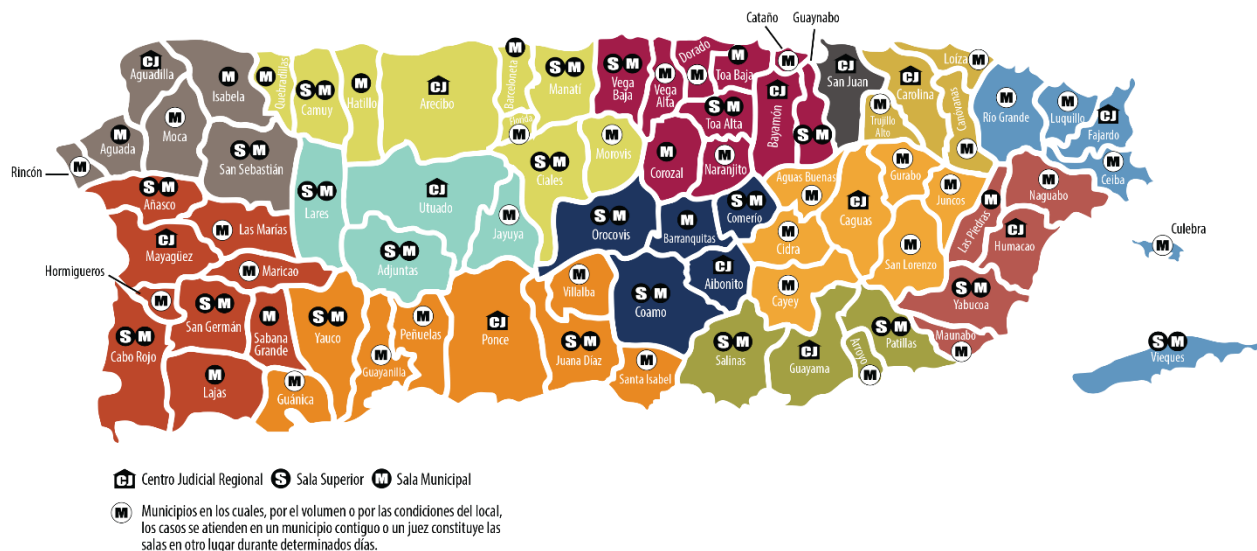 Cataño
Guaynabo
CJ
Aguadilla
M
Isabela
M
Quebradillas
S M
Camuy
M
Hatillo
CJ
Arecibo
M
Barceloneta
S M
Manatí
S M
Vega
Baja
M
Vega
Alta
M
Dorado
M
Toa Baja
M
CJ
Bayamón
S M
CJ
San Juan
CJ
Carolina
Loíza M
M
Río Grande
M
Luquillo
CJ
Fajardo
M
Moca
M
Aguada
Rincón
M
S M
San Sebastián
M
Florida
M
Morovis
S M
Toa Alta
M
Trujillo
Alto
Canóvanas
M
M
Ceiba
S M
Añasco
S M
Lares
CJ
Utuado
S M
Ciales
M
Corozal
M
Naranjito
Aguas Buenas
M
CJ
Caguas
M
Gurabo
M
Juncos
M
Las Piedras
M
Naguabo
M
Las Marías
CJ
Mayagüez
M
Jayuya
S M
Orocovis
M
Barranquitas
S M
Comerío
M
Cidra
M
San Lorenzo
CJ
Humacao
Culebra
M
Hormigueros
M
M
Maricao
S M
Adjuntas
M
Villalba
CJ
Aibonito
M
Cayey
S M
Yabucoa
S M
San Germán
M
Sabana
Grande
S M
Yauco
M
Peñuelas
CJ
Ponce
S M
Coamo
S M
Cabo Rojo
M
Guayanilla
S M
Juana Díaz
S M
Salinas
CJ
Guayama
Arroyo
M
S M
Patillas
Maunabo
M
S M
Vieques
M
Lajas
M
Guánica
M
Santa Isabel
CJ Centro Judicial Regional S Sala Superior M Sala Municipal
M Municipios en los cuales, por el volumen o por las condiciones del local,
los casos se atienden en un municipio contiguo o un juez constituye las
salas en otro lugar durante determinados días.